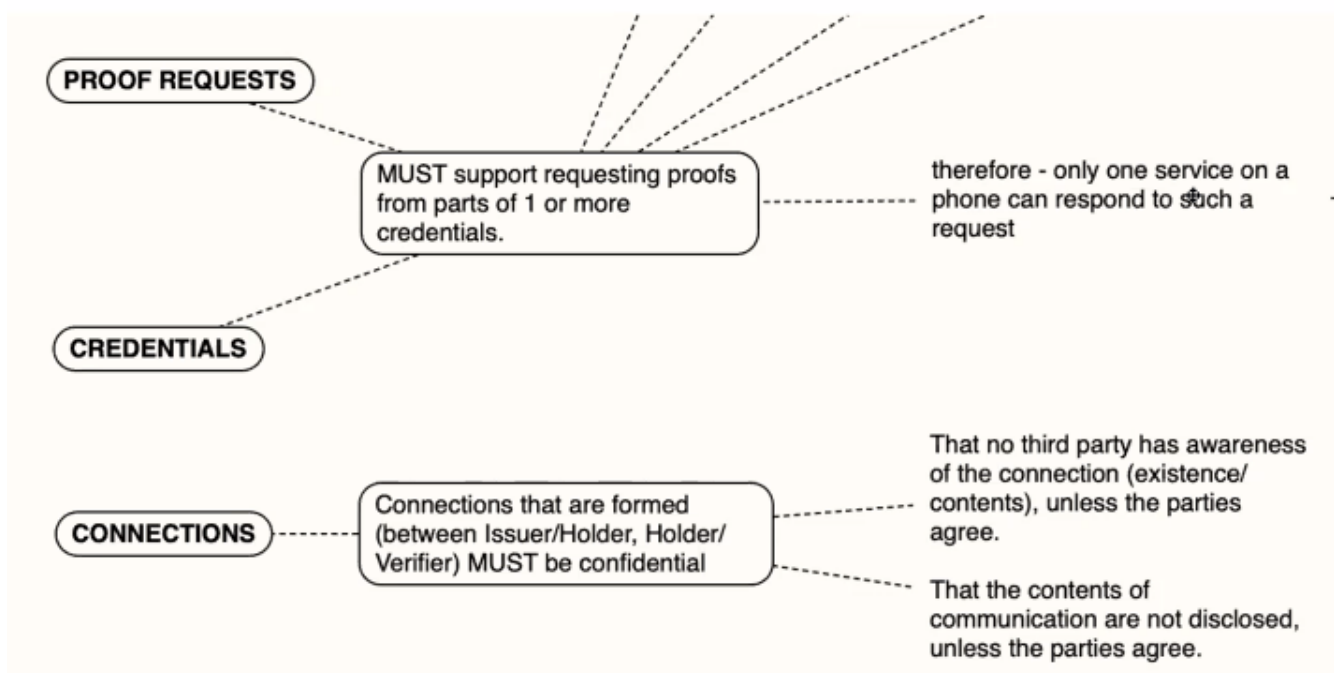 PROOF REQUESTS
MUST support requesting proofs
from parts of 1 or more
credentials.
therefore - only one service on a
phone can respond to such a
request
CREDENTIALS
CONNECTIONS
Connections that are formed
(between Issuer/Holder, Holder/
Verifier) MUST be confidential
That no third party has awareness
of the connection (existence/
contents), unless the parties
agree.
That the contents of
communication are not disclosed,
unless the parties agree.